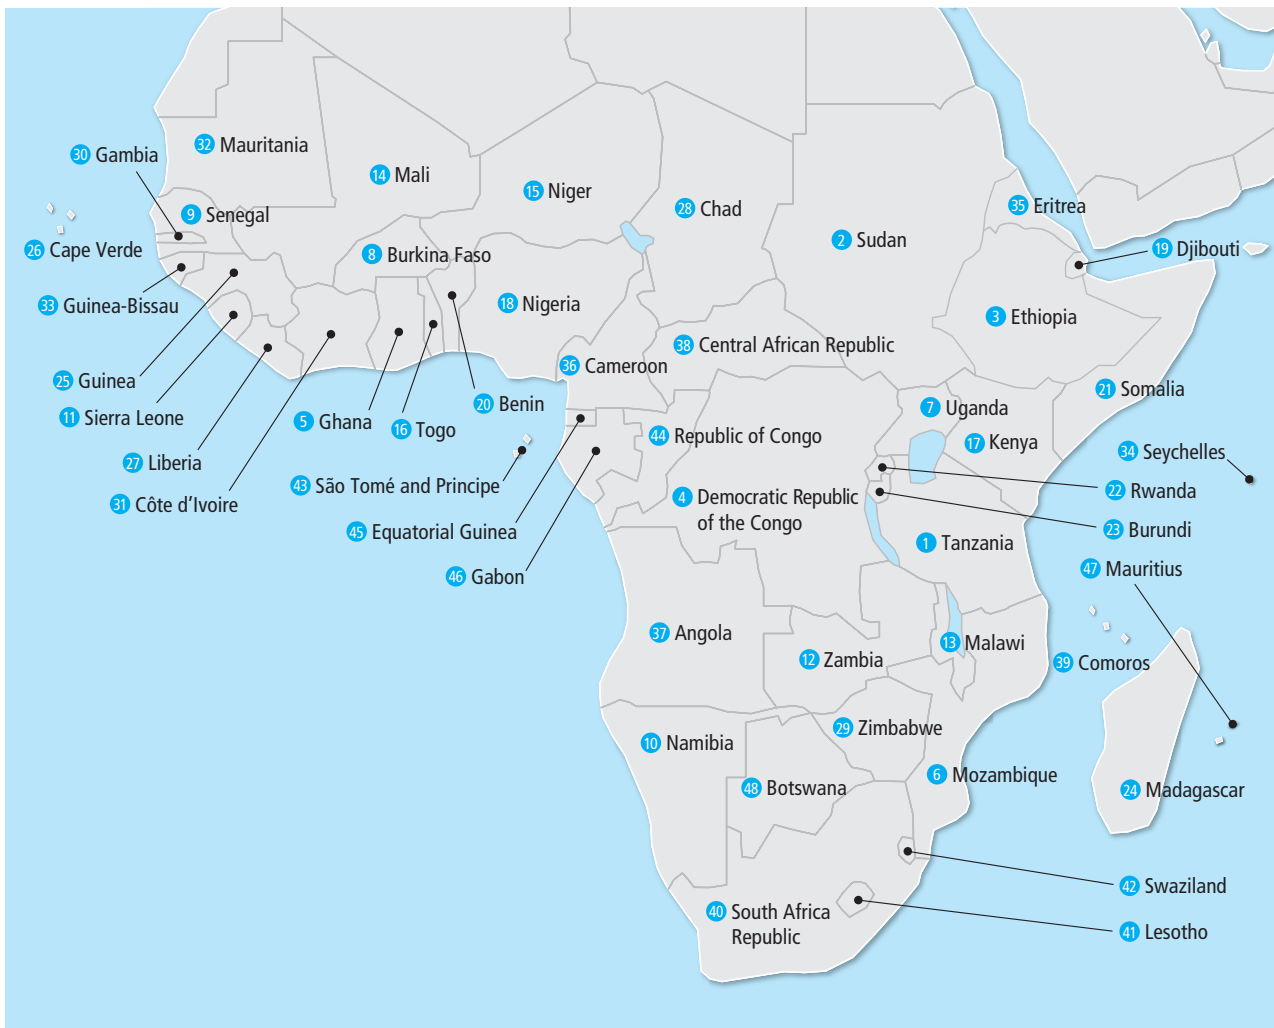 32 Mauritania
30 Gambia
14 Mali
15 Niger
28 Chad
35 Eritrea
9 Senegal
2 Sudan
26 Cape Verde
8 Burkina Faso
19 Djibouti
33 Guinea-Bissau
18 Nigeria
3 Ethiopia
38 Central African Republic
36 Cameroon
25 Guinea
21 Somalia
20 Benin
7 Uganda
11 Sierra Leone
5 Ghana
16 Togo
44 Republic of Congo
17 Kenya
34 Seychelles
27 Liberia
43 São Tomé and Principe
22 Rwanda
31 Côte d’Ivoire
4 Democratic Republic
of the Congo
45 Equatorial Guinea
23 Burundi
1 Tanzania
46 Gabon
47 Mauritius
37 Angola
13 Malawi
12 Zambia
39 Comoros
29 Zimbabwe
10 Namibia
6 Mozambique
48 Botswana
24 Madagascar
42 Swaziland
40 South Africa
Republic
41 Lesotho